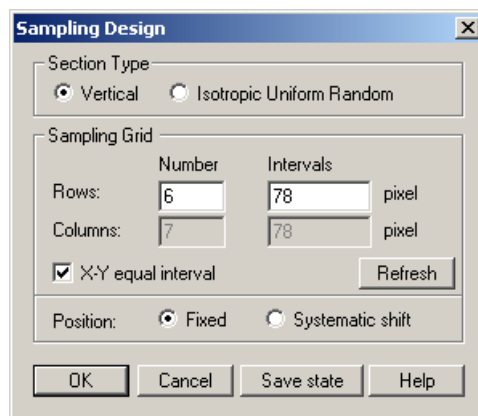 Sampling Design
Section Type
Vertical Isotropic Uniform Random
Sampling Grid
Number Intervals
Rows: 6 78 pixel
Columns: 7 78 pixel
X-Y equal interval Refresh
Position: Fixed Systematic shift
OK Cancel Save state Help